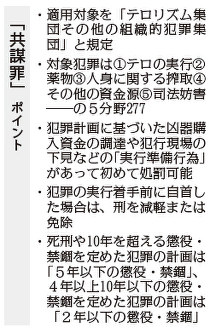 「共謀罪」ポイント
・適用対象を「テロリズム集
団その他の組織的犯罪集
団」と規定
・対象犯罪は①テロの実行②
薬物③人身に関する搾取④
その他の資金源⑤司法妨害
――の5分野277
・犯罪計画に基づいた凶器購
入資金の調達や犯行現場の
下見などの「実行準備行為」
があって初めて処罰可能
・犯罪の実行着手前に自首し
た場合は、刑を減軽または
免除
・死刑や10年を超える懲役・
禁錮を定めた犯罪の計画は
「5年以下の懲役・禁錮」、
4年以上10年以下の懲役・
禁錮を定めた犯罪の計画は
「2年以下の懲役・禁錮」